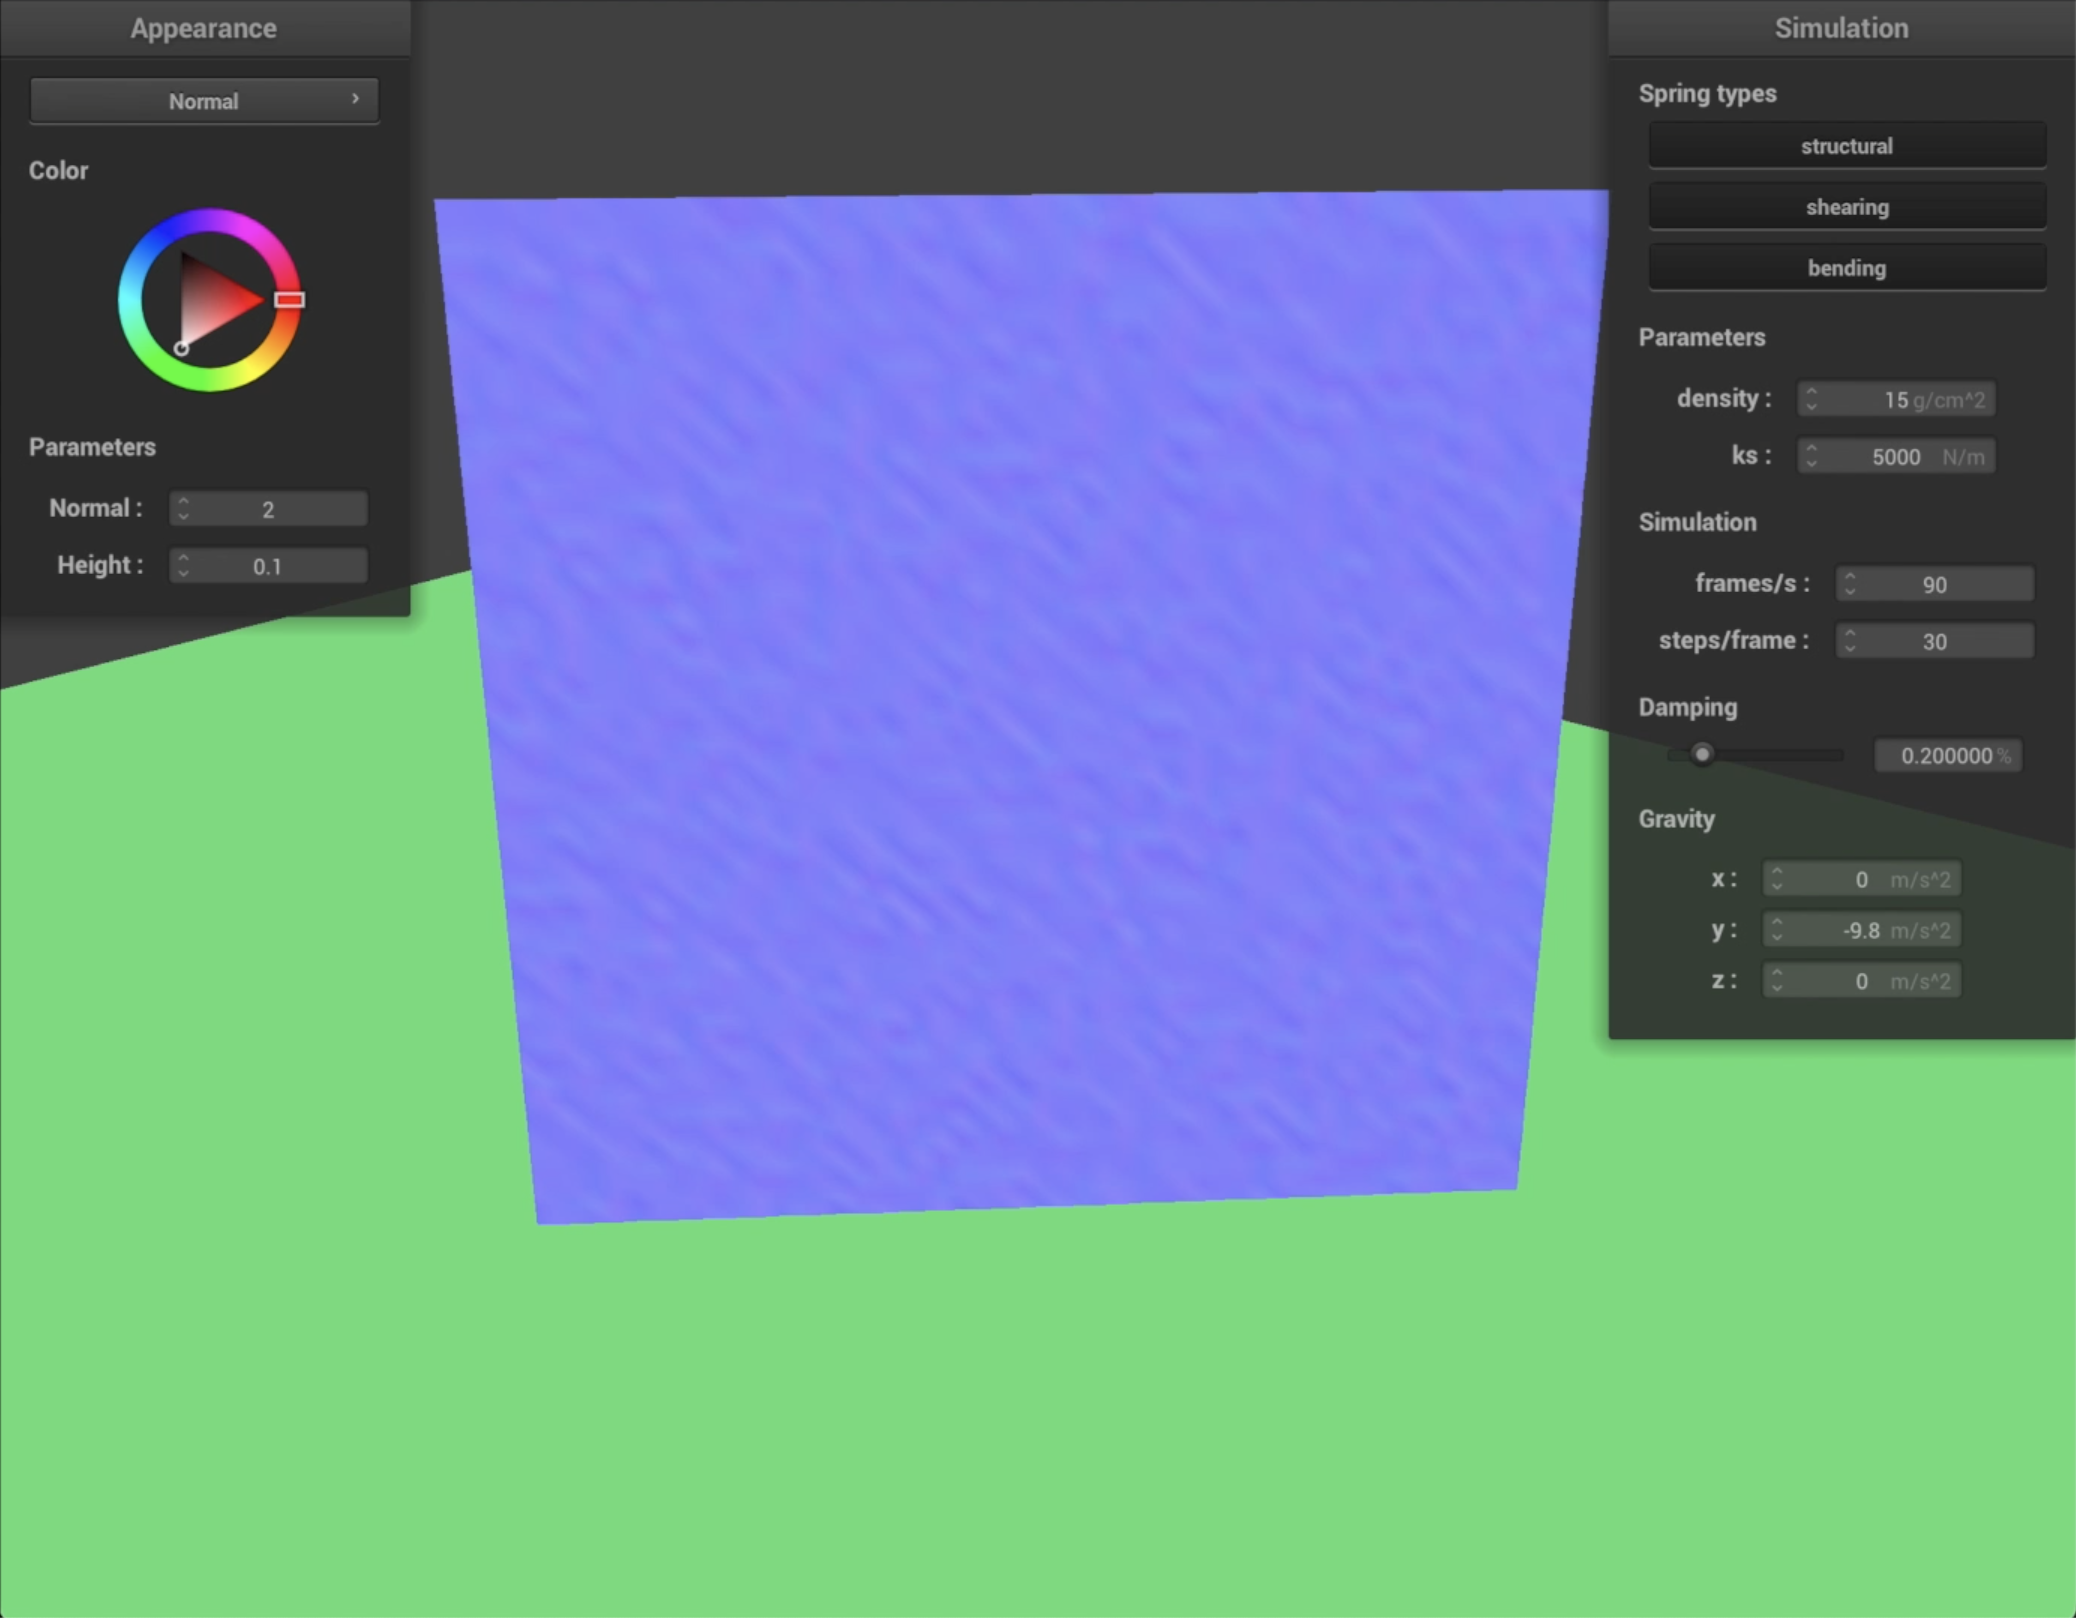 Appearance
Normal
Color
Parameters
Normal : 2
Height : 0.1
Simulation
Spring types
structural
shearing
bending
Parameters
density : 15 g/cm^2
ks : 5000 N/m
Simulation
frames/s : 90
steps/frame : 30
Damping
0.200000 %
Gravity
x : 0 m/s^2
y : -9.8 m/s^2
z : 0 m/s^2